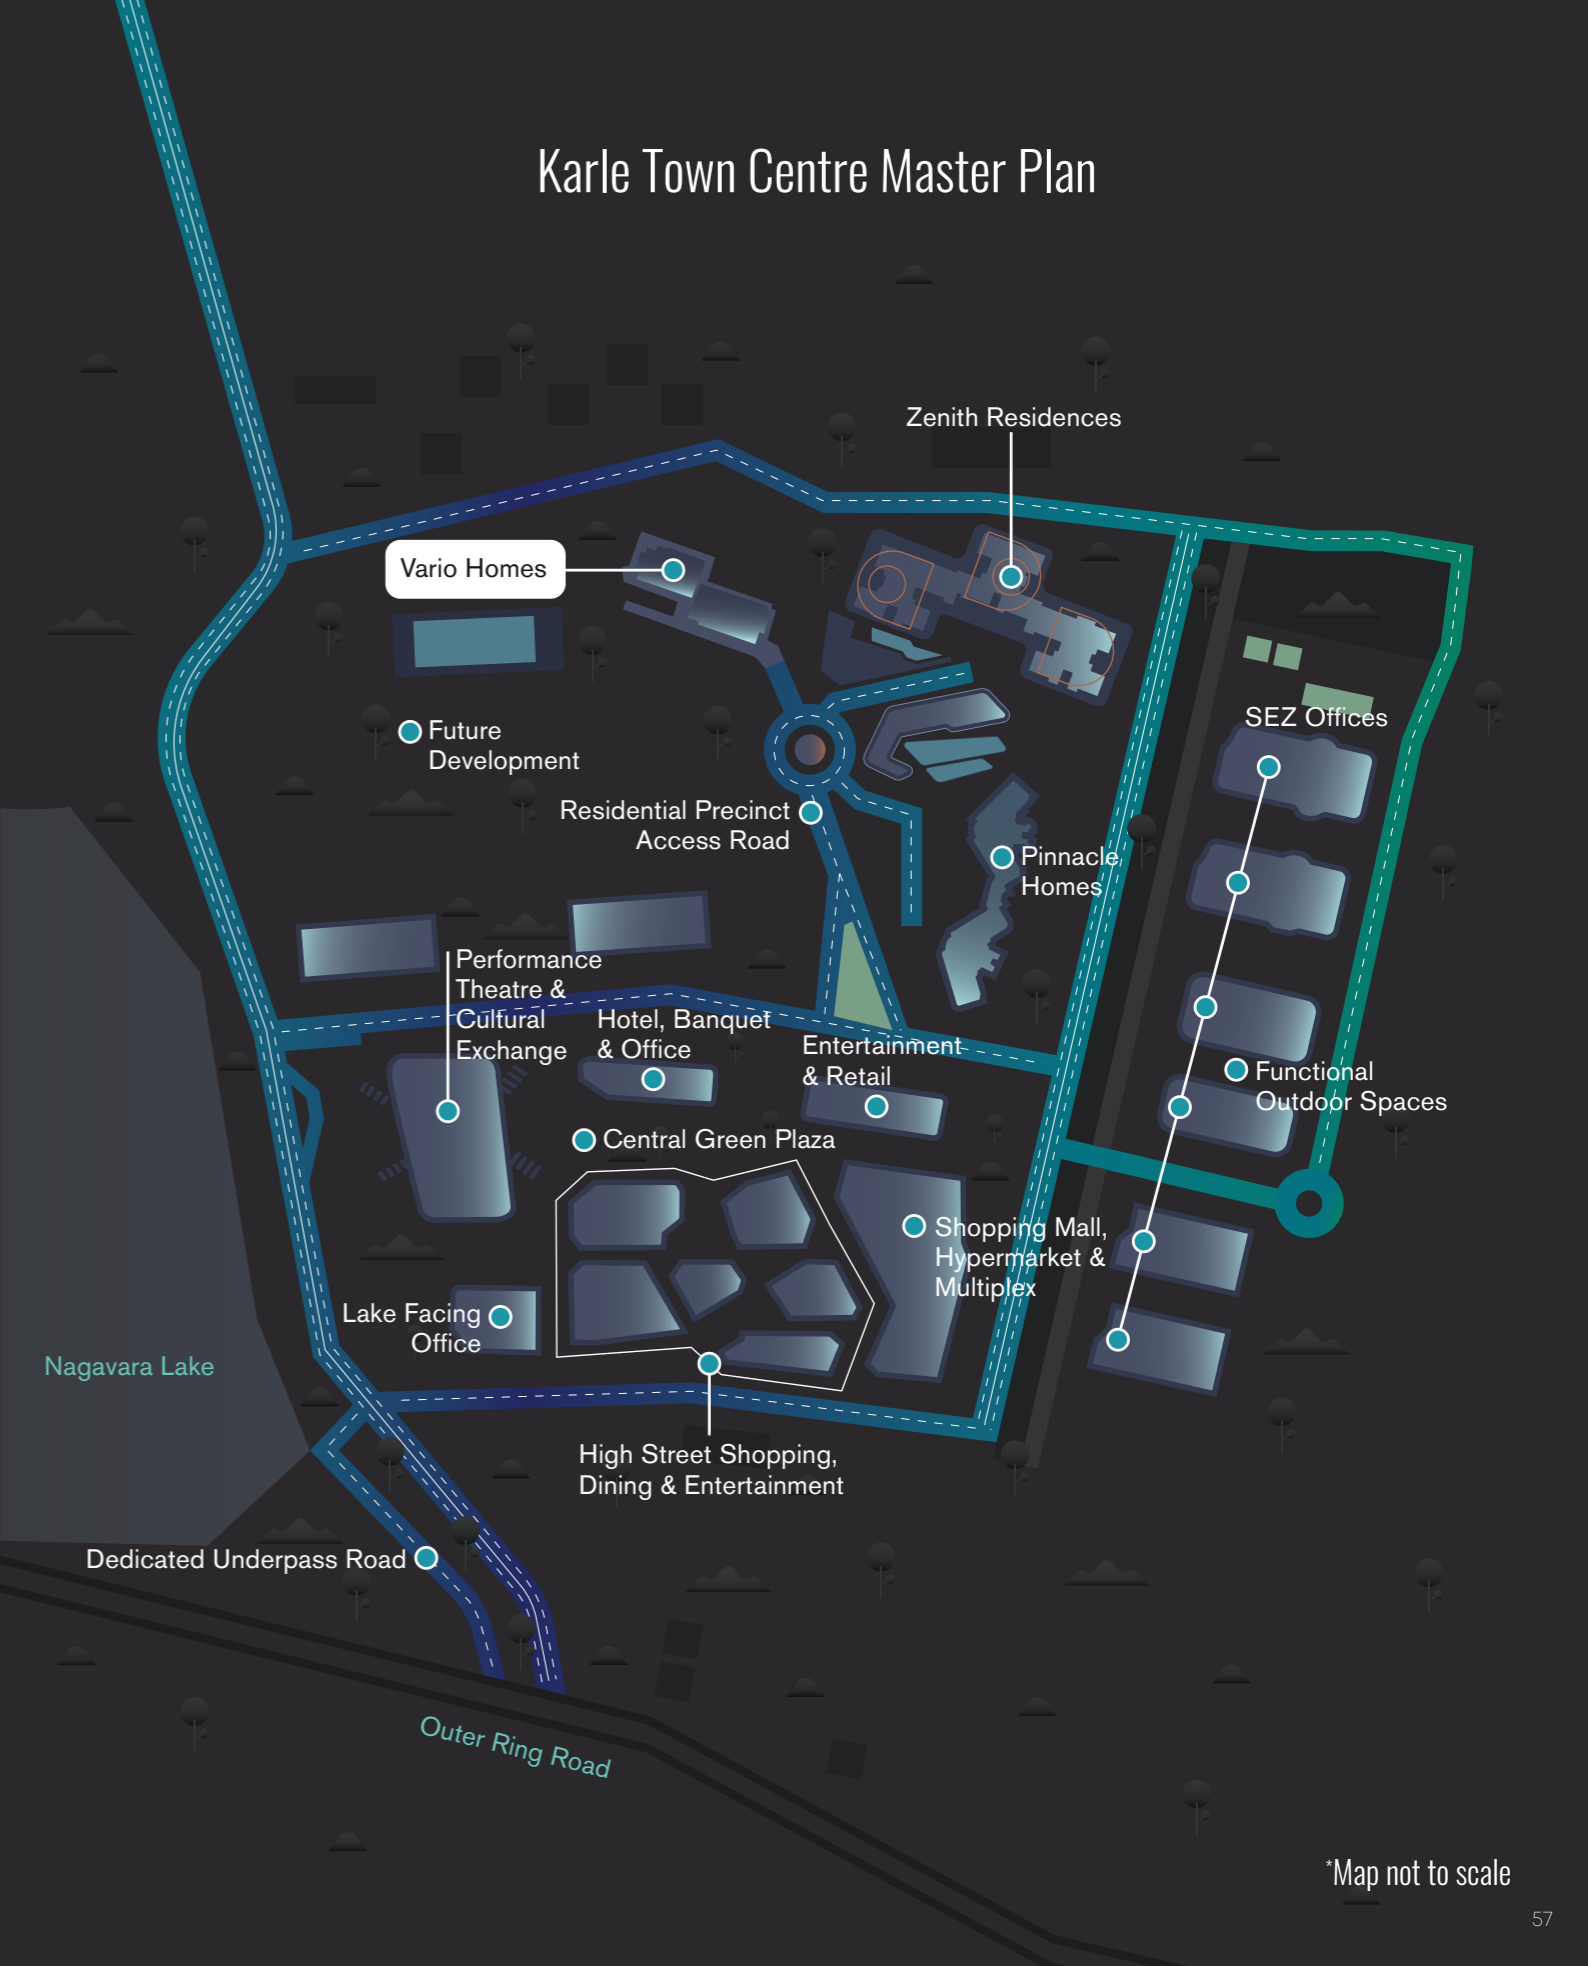 Karle Town Centre Master Plan
Zenith Residences
Vario Homes
SEZ Offices
Future
Development
Residential Precinct
Access Road
Pinnacle
Homes
Performance
Theatre &
Cultural
Exchange
Hotel, Banquet
& Office
Entertainment
& Retail
Functional
Outdoor Spaces
Central Green Plaza
Shopping Mall,
Hypermarket &
Multiplex
Lake Facing
Office
Nagavara Lake
High Street Shopping,
Dining & Entertainment
Dedicated Underpass Road
Outer Ring Road
*Map not to scale
57